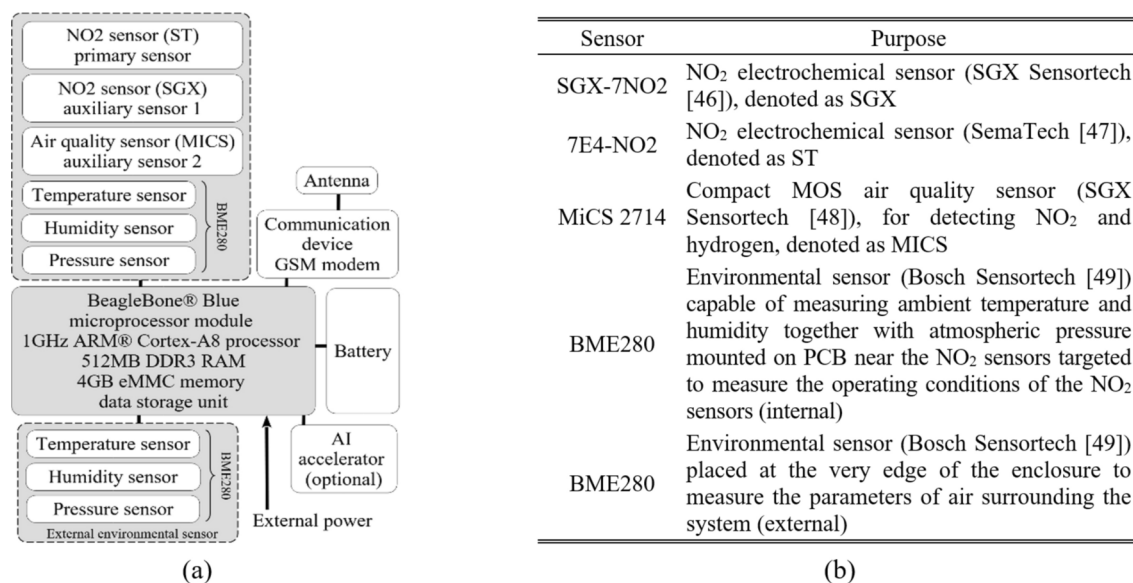 NO2 sensor (ST)
primary sensor
NO2 sensor (SGX)
auxiliary sensor 1
Air quality sensor (MICS)
auxiliary sensor 2
Temperature sensor
Humidity sensor
Pressure sensor
BME280
Antenna
Communication
device
GSM modem
BeagleBone® Blue
microprocessor module
1GHz ARM® Cortex-A8 processor
512MB DDR3 RAM
4GB eMMC memory
data storage unit
Battery
Temperature sensor
Humidity sensor
Pressure sensor
BME280
External environmental sensor
AI
accelerator
(optional)
External power
(a)
Sensor Purpose
SGX-7NO2 NO₂ electrochemical sensor (SGX Sensortech
[46]), denoted as SGX
7E4-NO2 NO₂ electrochemical sensor (SemaTech [47]),
denoted as ST
MiCS 2714 Compact MOS air quality sensor (SGX
Sensortech [48]), for detecting NO₂ and
hydrogen, denoted as MICS
BME280 Environmental sensor (Bosch Sensortech [49])
capable of measuring ambient temperature and
humidity together with atmospheric pressure
mounted on PCB near the NO₂ sensors targeted
to measure the operating conditions of the NO₂
sensors (internal)
BME280 Environmental sensor (Bosch Sensortech [49])
placed at the very edge of the enclosure to
measure the parameters of air surrounding the
system (external)
(b)